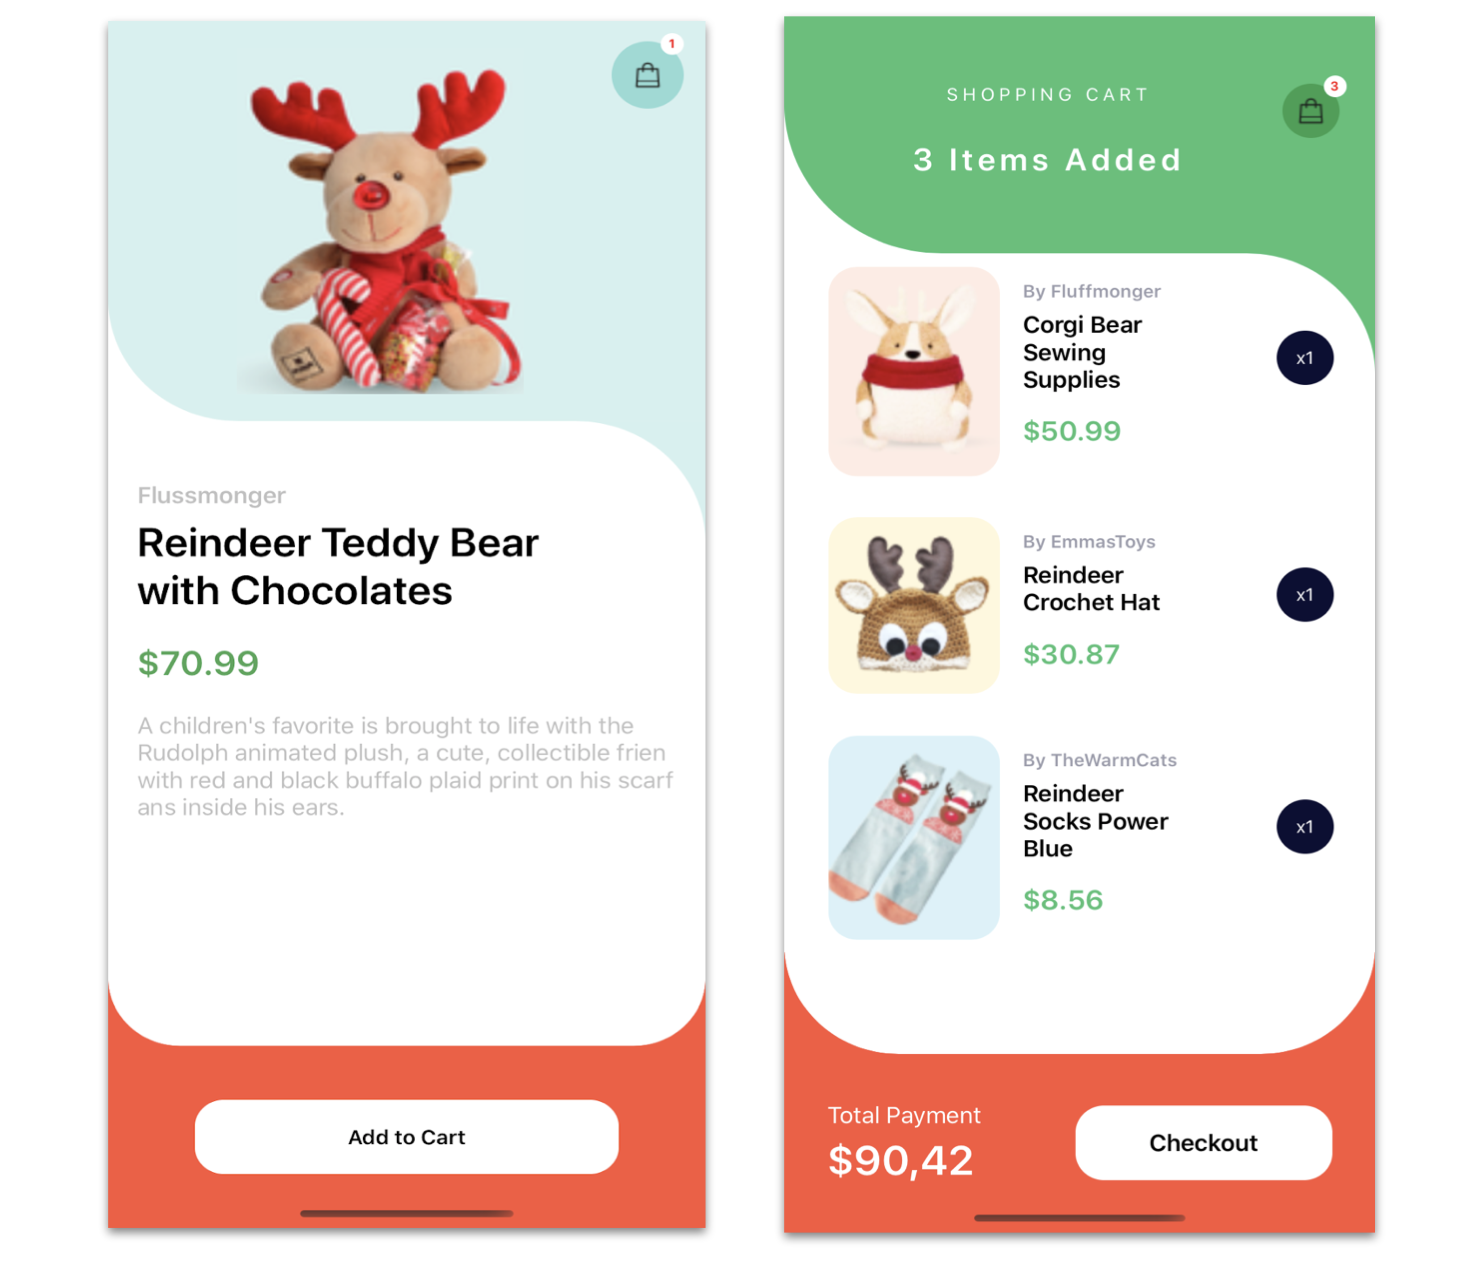 1
Flussmonger
Reindeer Teddy Bear
with Chocolates
$70.99
A children's favorite is brought to life with the
Rudolph animated plush, a cute, collectible frien
with red and black buffalo plaid print on his scarf
ans inside his ears.
Add to Cart
SHOPPING CART
3
3 Items Added
By Fluffmonger
Corgi Bear
Sewing
Supplies
x1
$50.99
By EmmasToys
Reindeer
Crochet Hat
x1
$30.87
By TheWarmCats
Reindeer
Socks Power
Blue
x1
$8.56
Total Payment
$90,42
Checkout